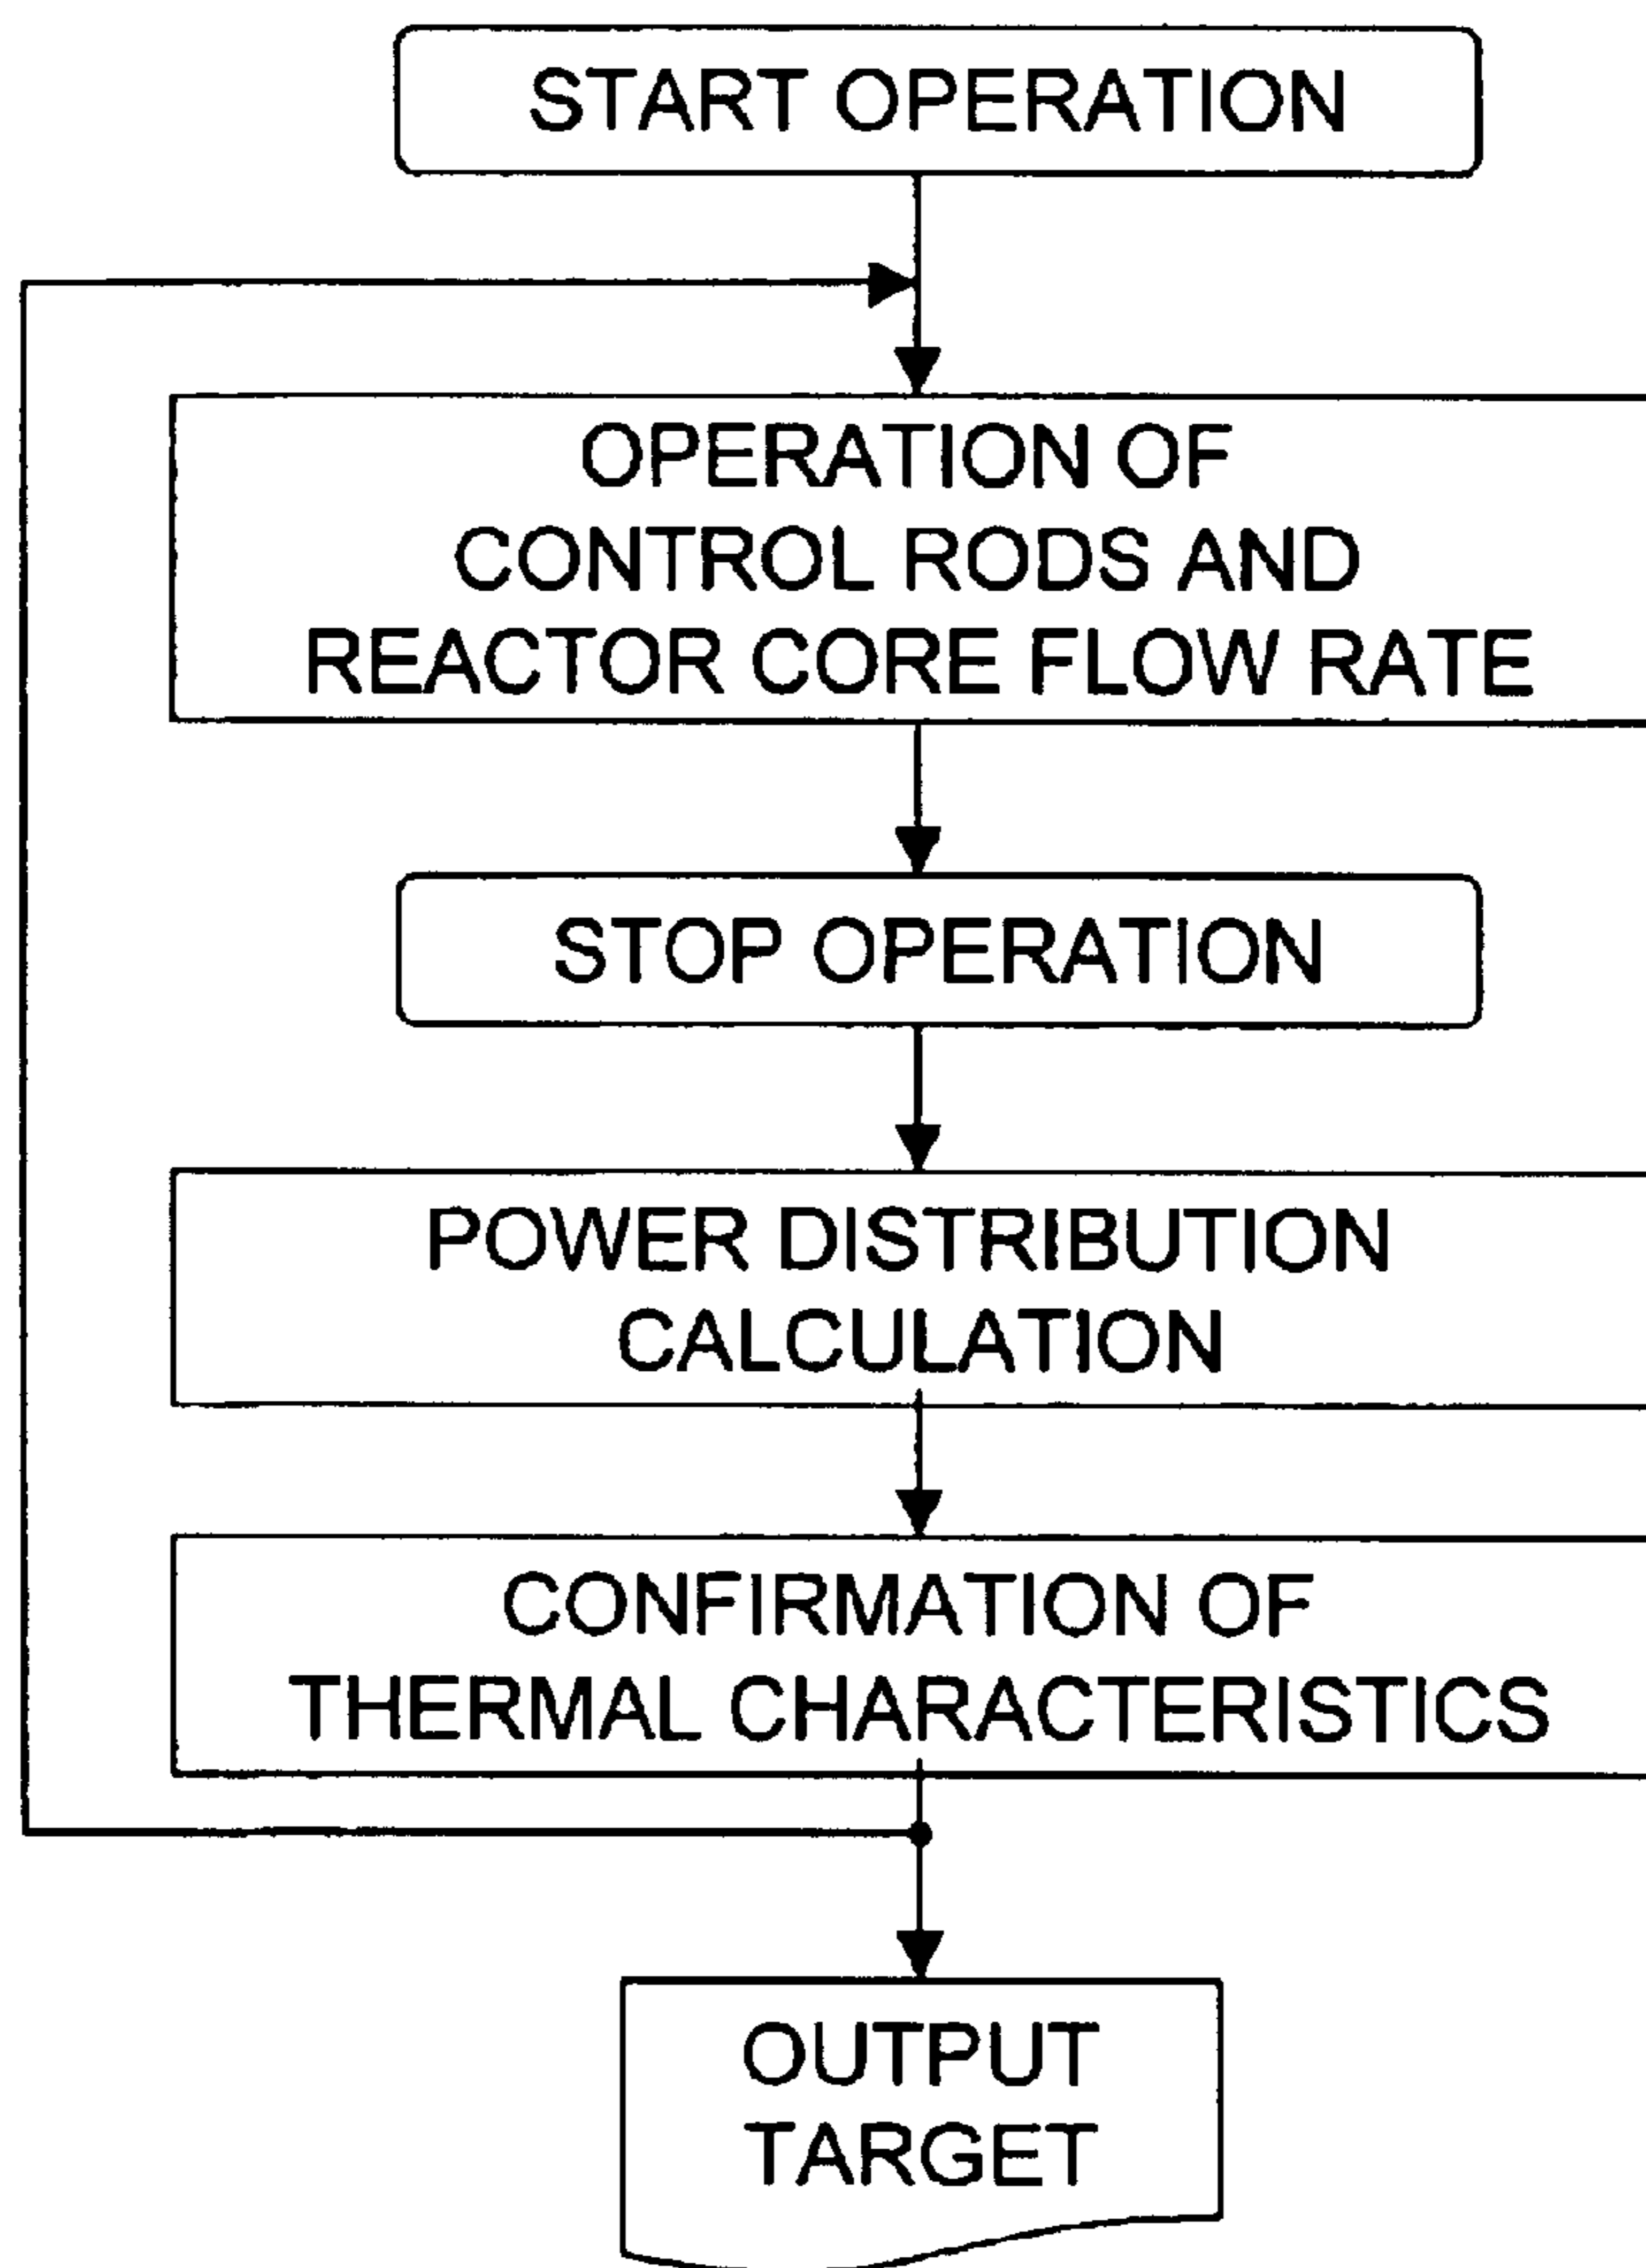 START OPERATION
OPERATION OF
CONTROL RODS AND
REACTOR CORE FLOW RATE
STOP OPERATION
POWER DISTRIBUTION
CALCULATION
CONFIRMATION OF
THERMAL CHARACTERISTICS
OUTPUT
TARGET